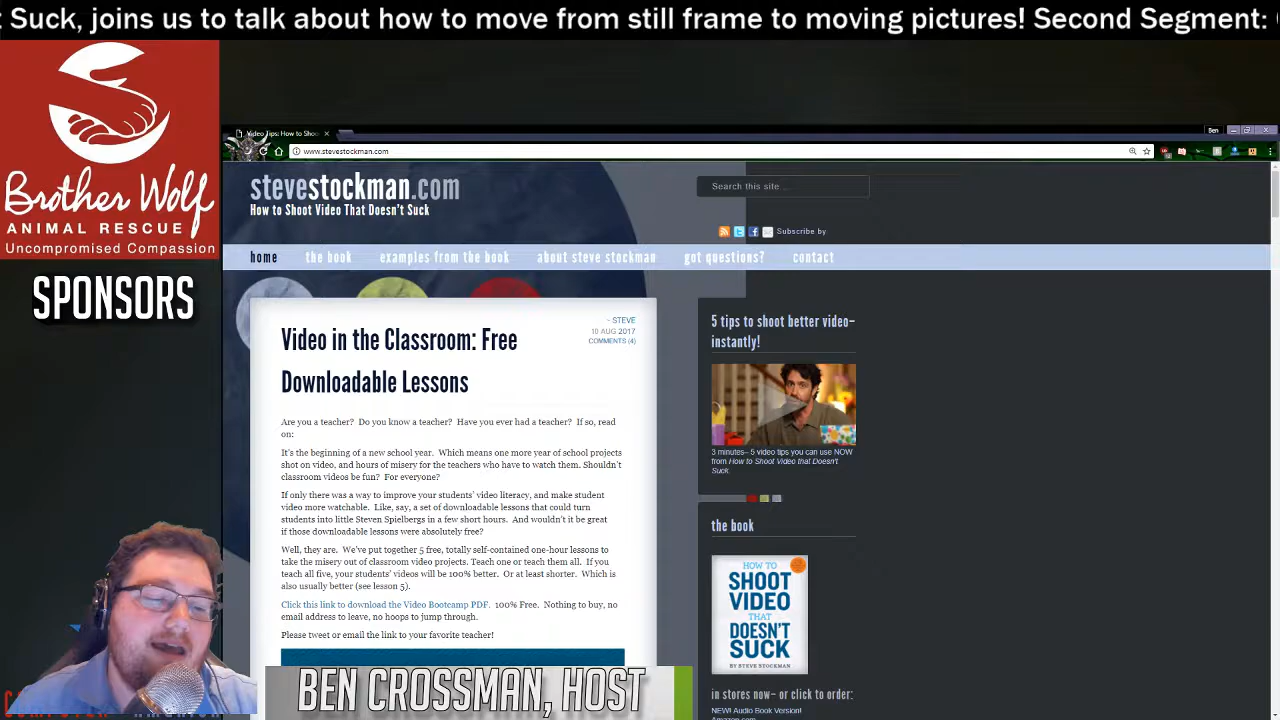 Suck, joins us to talk about how to move from still frame to moving pictures! Second Segment:
Brother Wolf
ANIMAL RESCUE
Uncompromised Compassion
SPONSORS
Video Tips: How to Shoo
Ben
www.stevestockman.com
stevestockman.com
How to Shoot Video That Doesn't Suck
Search this site ...
Subscribe by
home the book examples from the book about steve stockman got questions? contact
Video in the Classroom: Free
Downloadable Lessons
~ STEVE
10 AUG 2017
COMMENTS (4)
Are you a teacher? Do you know a teacher? Have you ever had a teacher? If so, read
on:
It's the beginning of a new school year. Which means one more year of school projects
shot on video, and hours of misery for the teachers who have to watch them. Shouldn't
classroom videos be fun? For everyone?
If only there was a way to improve your students' video literacy, and make student
video more watchable. Like, say, a set of downloadable lessons that could turn
students into little Steven Spielbergs in a few short hours. And wouldn't it be great
if those downloadable lessons were absolutely free?
Well, they are. We've put together 5 free, totally self-contained one-hour lessons to
take the misery out of classroom video projects. Teach one or teach them all. If you
teach all five, your students' videos will be 100% better. Or at least shorter. Which is
also usually better (see lesson 5).
Click this link to download the Video Bootcamp PDF. 100% Free. Nothing to buy, no
email address to leave, no hoops to jump through.
Please tweet or email the link to your favorite teacher!
5 tips to shoot better video–
instantly!
3 minutes– 5 video tips you can use NOW
from How to Shoot Video that Doesn't
Suck.
the book
HOW TO
SHOOT
VIDEO
THAT
DOESN'T
SUCK
BY STEVE STOCKMAN
in stores now– or click to order:
NEW! Audio Book Version!
Amazon.com
BEN CROSSMAN, HOST